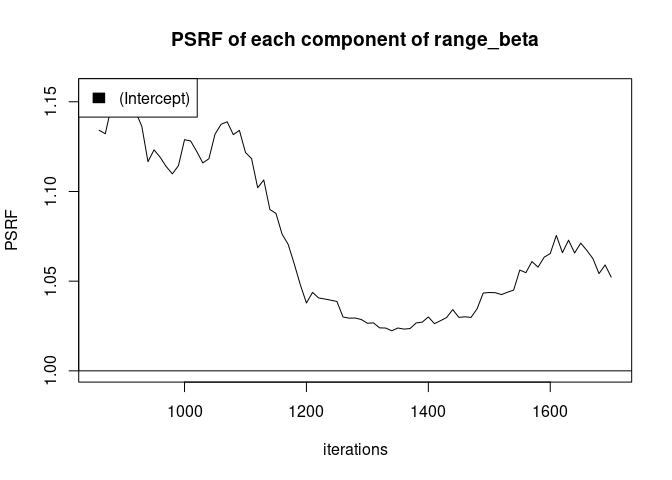 PSRF of each component of range_beta
(Intercept)
PSRF
1.15
1.10
1.05
1.00
1000 1200 1400 1600
iterations